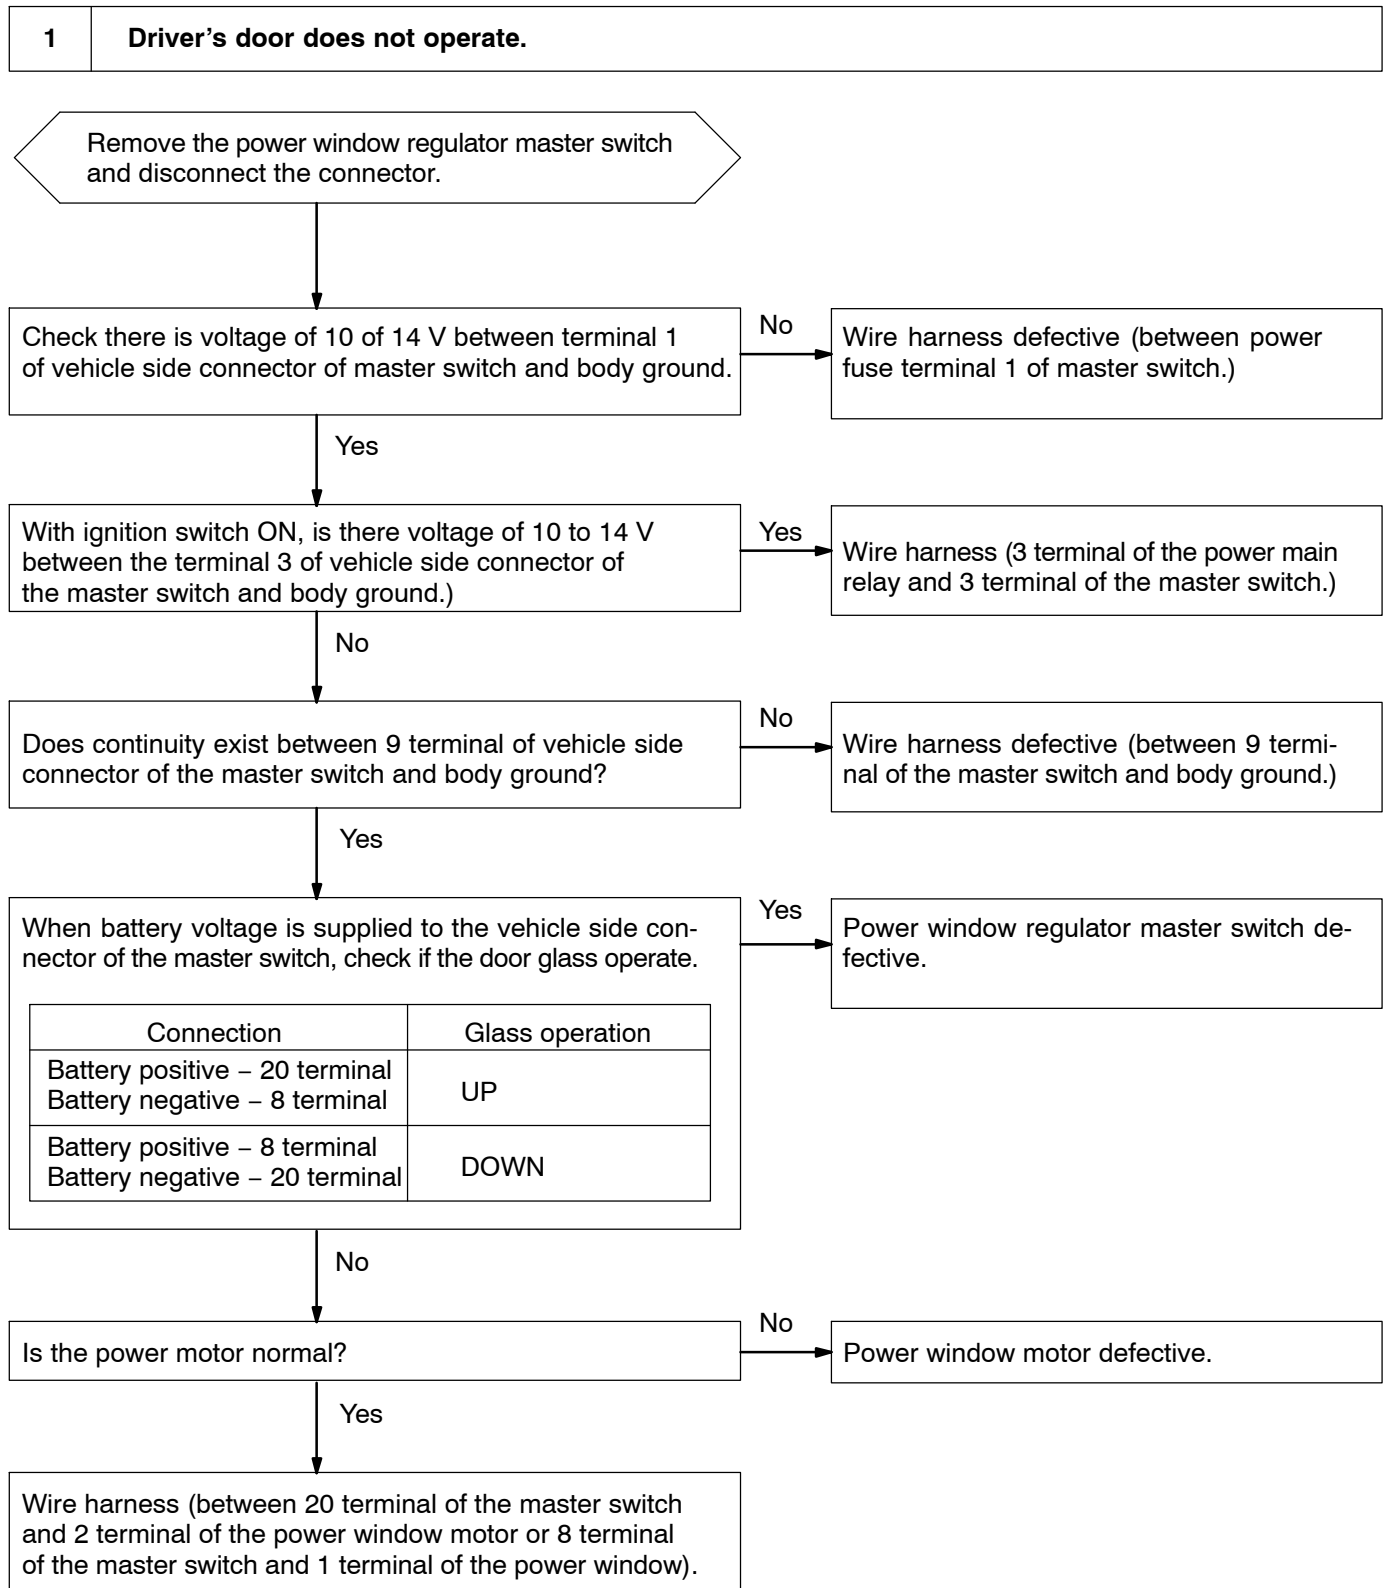 1 Driver's door does not operate.
Remove the power window regulator master switch
and disconnect the connector.
Check there is voltage of 10 of 14 V between terminal 1
of vehicle side connector of master switch and body ground.
No
Wire harness defective (between power
fuse terminal 1 of master switch.)
Yes
With ignition switch ON, is there voltage of 10 to 14 V
between the terminal 3 of vehicle side connector of
the master switch and body ground.)
Yes
Wire harness (3 terminal of the power main
relay and 3 terminal of the master switch.)
No
Does continuity exist between 9 terminal of vehicle side
connector of the master switch and body ground?
No
Wire harness defective (between 9 termi-
nal of the master switch and body ground.)
Yes
When battery voltage is supplied to the vehicle side con-
nector of the master switch, check if the door glass operate.
Yes
Power window regulator master switch de-
fective.
Connection Glass operation
Battery positive – 20 terminal
Battery negative – 8 terminal
UP
Battery positive – 8 terminal
Battery negative – 20 terminal
DOWN
No
Is the power motor normal?
No
Power window motor defective.
Yes
Wire harness (between 20 terminal of the master switch
and 2 terminal of the power window motor or 8 terminal
of the master switch and 1 terminal of the power window).